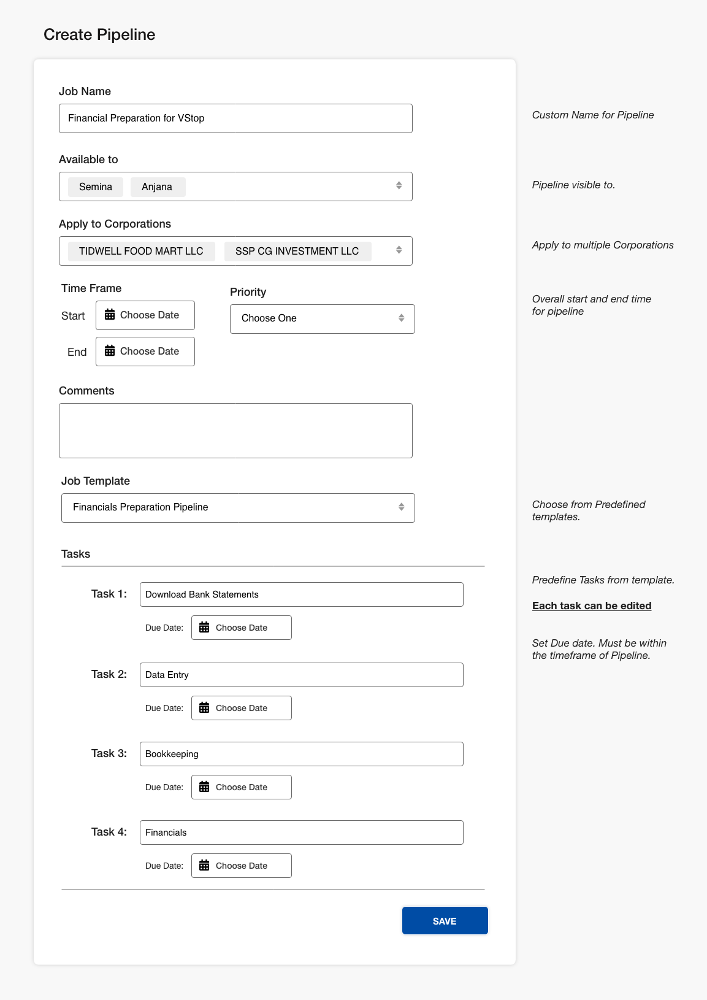 Create Pipeline
Job Name
Financial Preparation for VStop
Custom Name for Pipeline
Available to
Semina Anjana
Pipeline visible to.
Apply to Corporations
TIDWELL FOOD MART LLC SSP CG INVESTMENT LLC
Apply to multiple Corporations
Time Frame
Start Choose Date
End Choose Date
Priority
Choose One
Overall start and end time
for pipeline
Comments
Job Template
Financials Preparation Pipeline
Choose from Predefined
templates.
Tasks
Predefine Tasks from template.
Task 1: Download Bank Statements
Each task can be edited
Due Date: Choose Date
Set Due date. Must be within
the timeframe of Pipeline.
Task 2: Data Entry
Due Date: Choose Date
Task 3: Bookkeeping
Due Date: Choose Date
Task 4: Financials
Due Date: Choose Date
SAVE